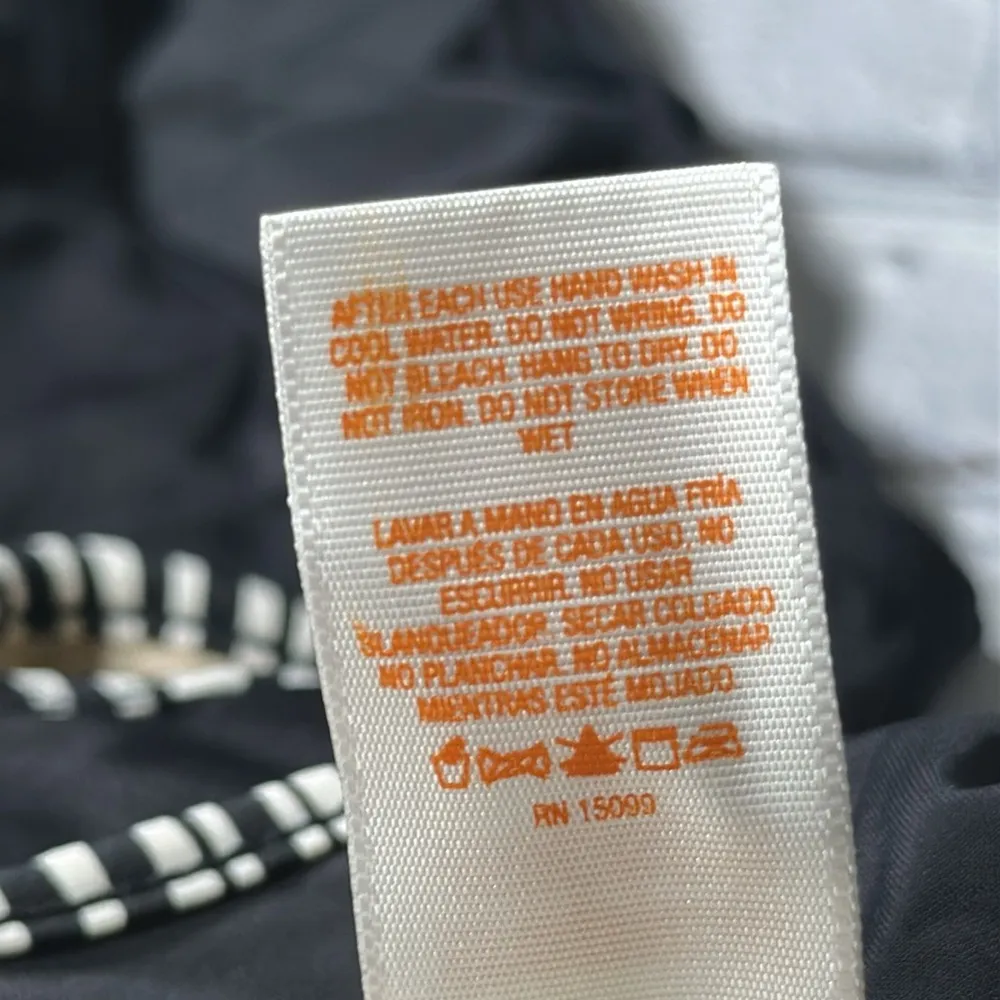 AFTER EACH USE HAND WASH IN
COOL WATER. DO NOT WRING. DO
NOT BLEACH. HANG TO DRY. DO
NOT IRON. DO NOT STORE WHEN
WET
LAVAR A MANO EN AGUA FRÍA
DESPUÉS DE CADA USO. NO
ESCURRIR. NO USAR
BLANQUEADOR. SECAR COLGADO
NO PLANCHAR. NO ALMACENAR
MIENTRAS ESTÉ MOJADO
RN 15099